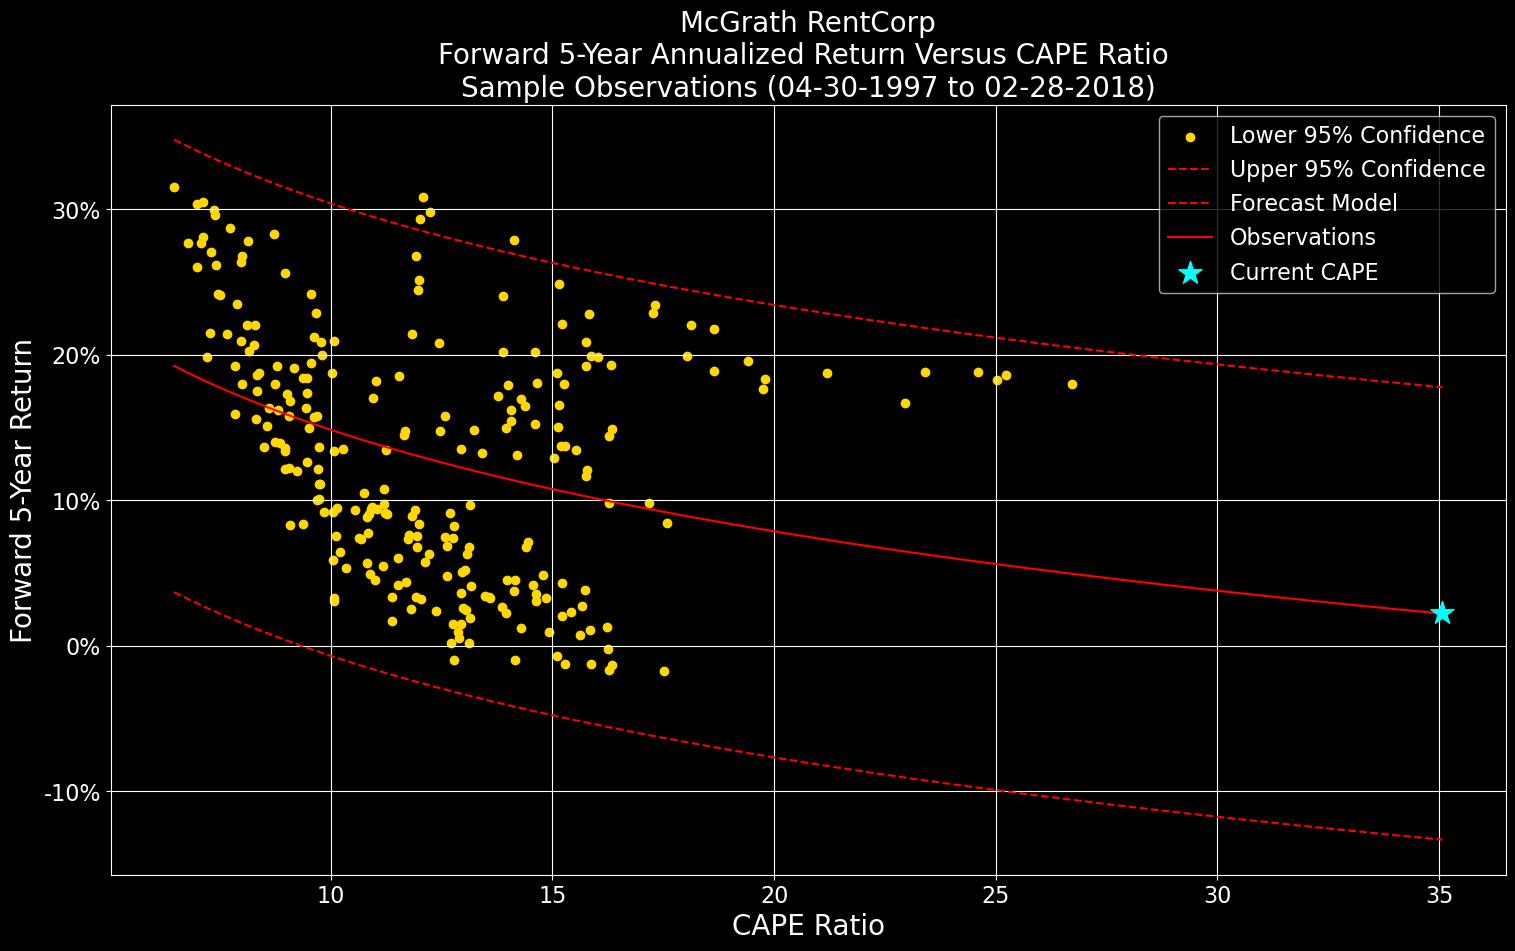 McGrath RentCorp
Forward 5-Year Annualized Return Versus CAPE Ratio
Sample Observations (04-30-1997 to 02-28-2018)
Lower 95% Confidence
Upper 95% Confidence
Forecast Model
Observations
Current CAPE
Forward 5-Year Return
30%
20%
10%
0%
-10%
10
15
20
25
30
35
CAPE Ratio